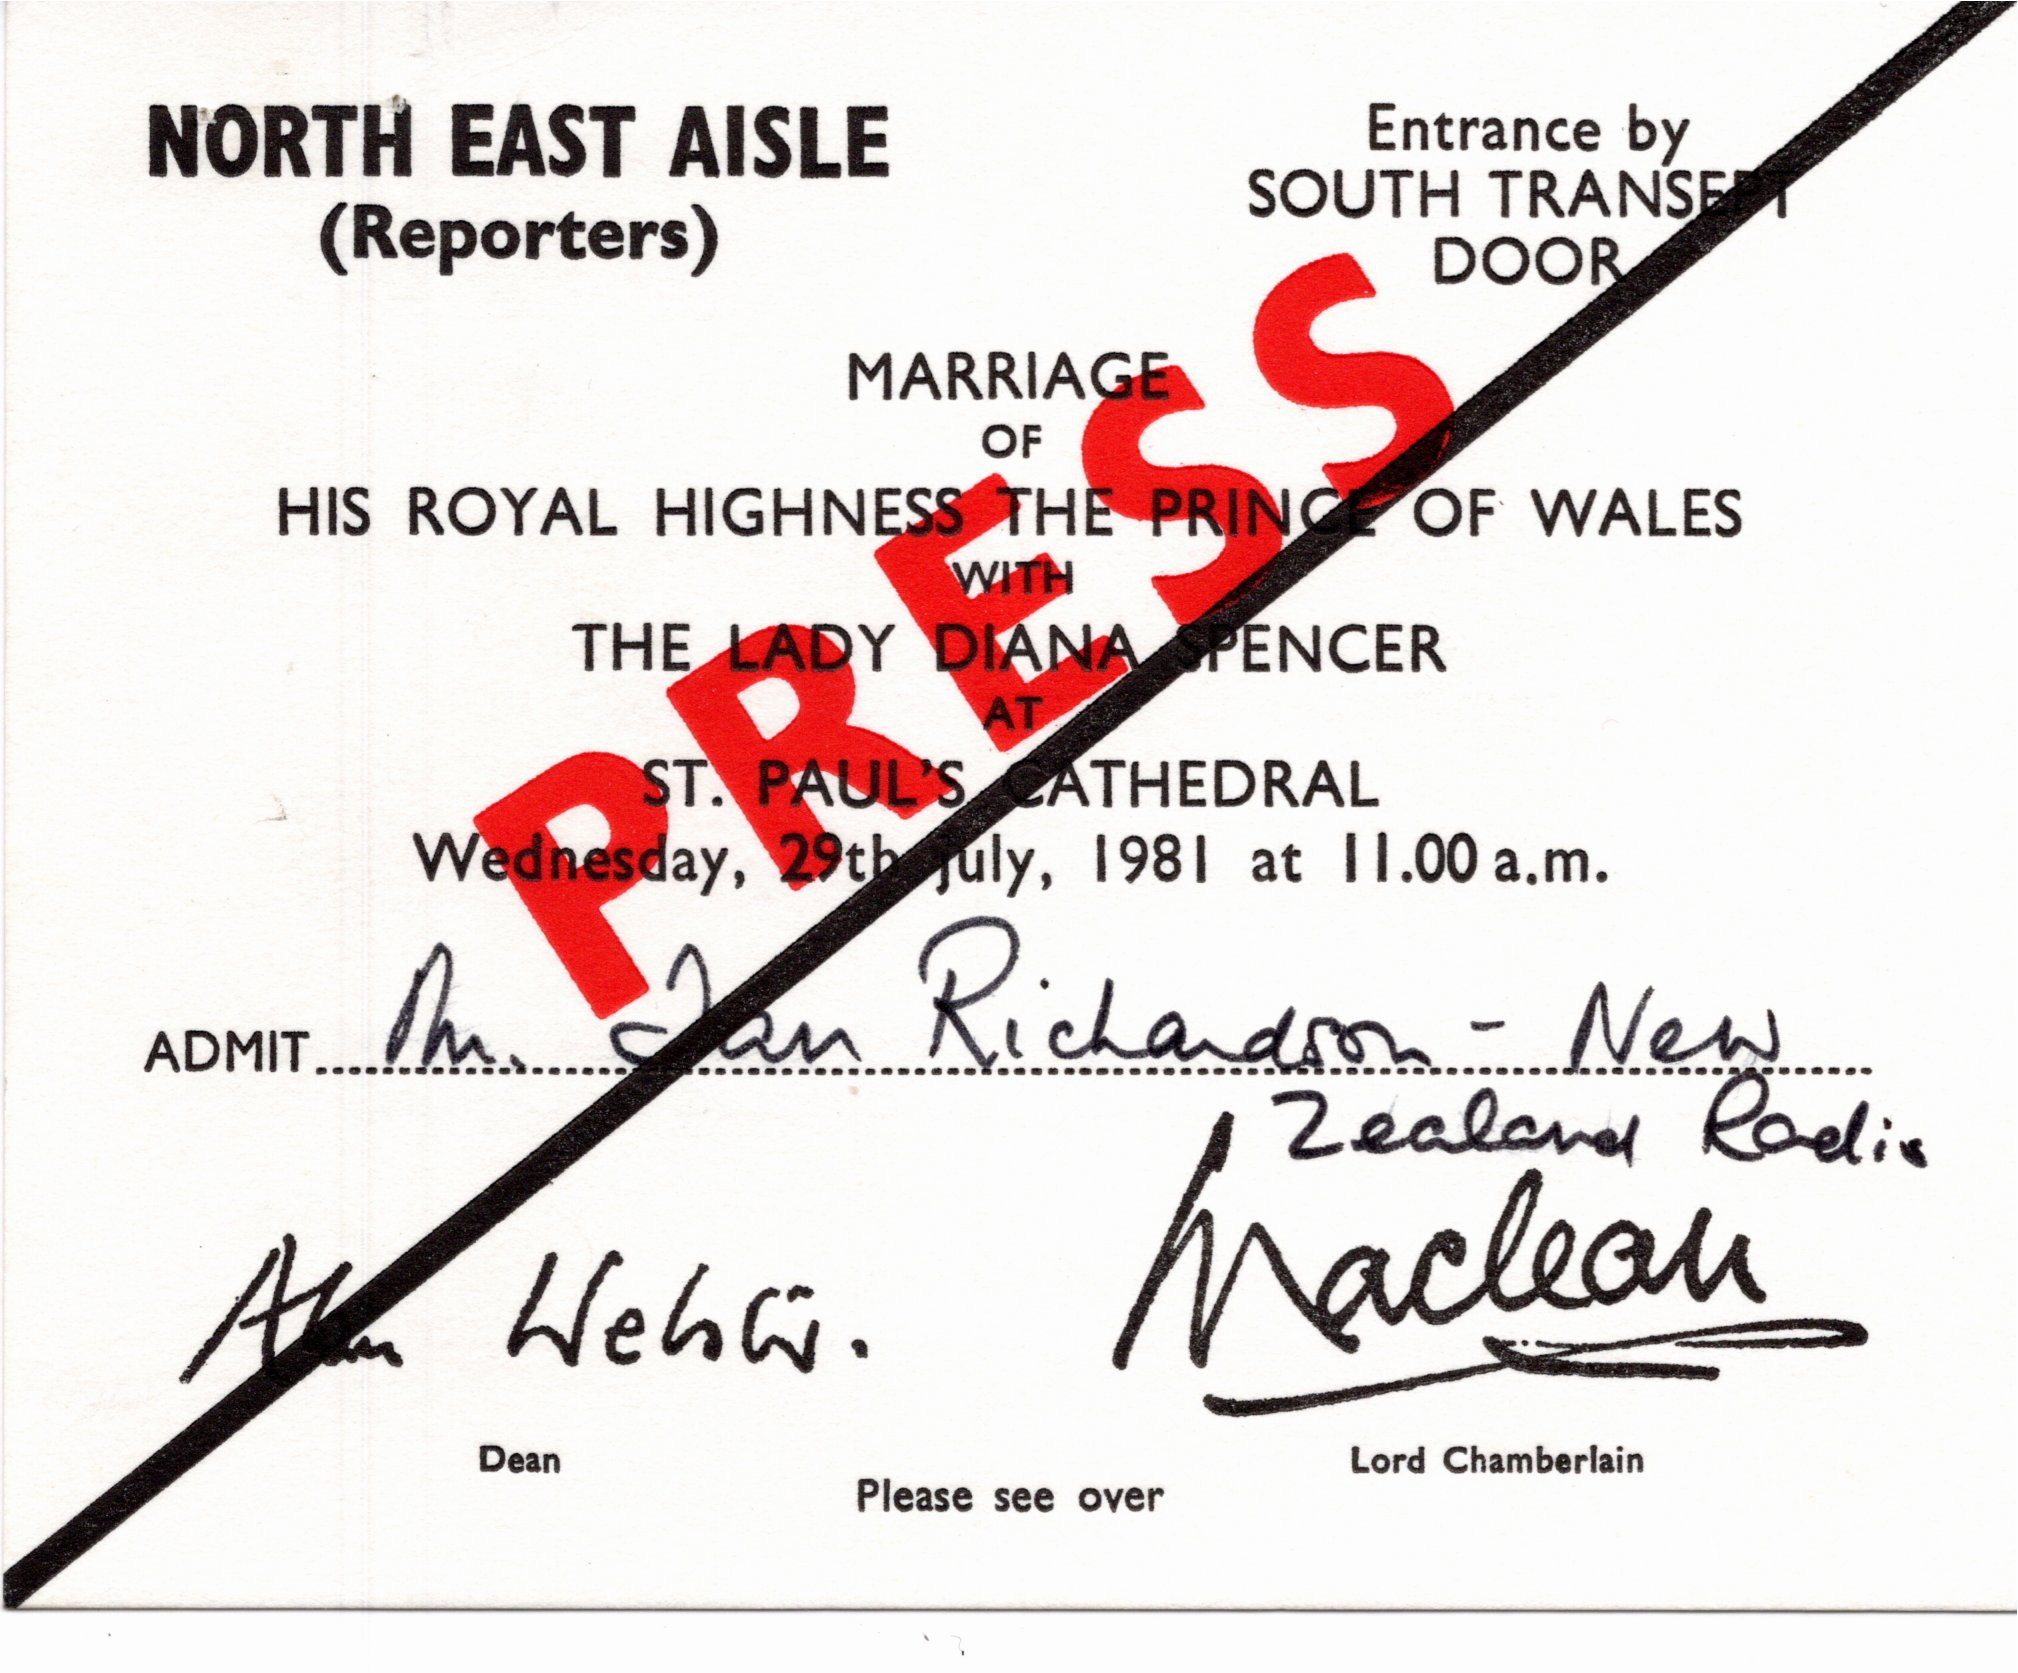 NORTH EAST AISLE
(Reporters)
Entrance by
SOUTH TRANSEPT
DOOR
PRESS
MARRIAGE
OF
HIS ROYAL HIGHNESS THE PRINCE OF WALES
WITH
THE LADY DIANA SPENCER
AT
ST. PAUL'S CATHEDRAL
Wednesday, 29th July, 1981 at 11.00 a.m.
ADMIT Mr. Ian Richardson - New
Zealand Radio
Alan Webster.
Maclean
Dean
Lord Chamberlain
Please see over